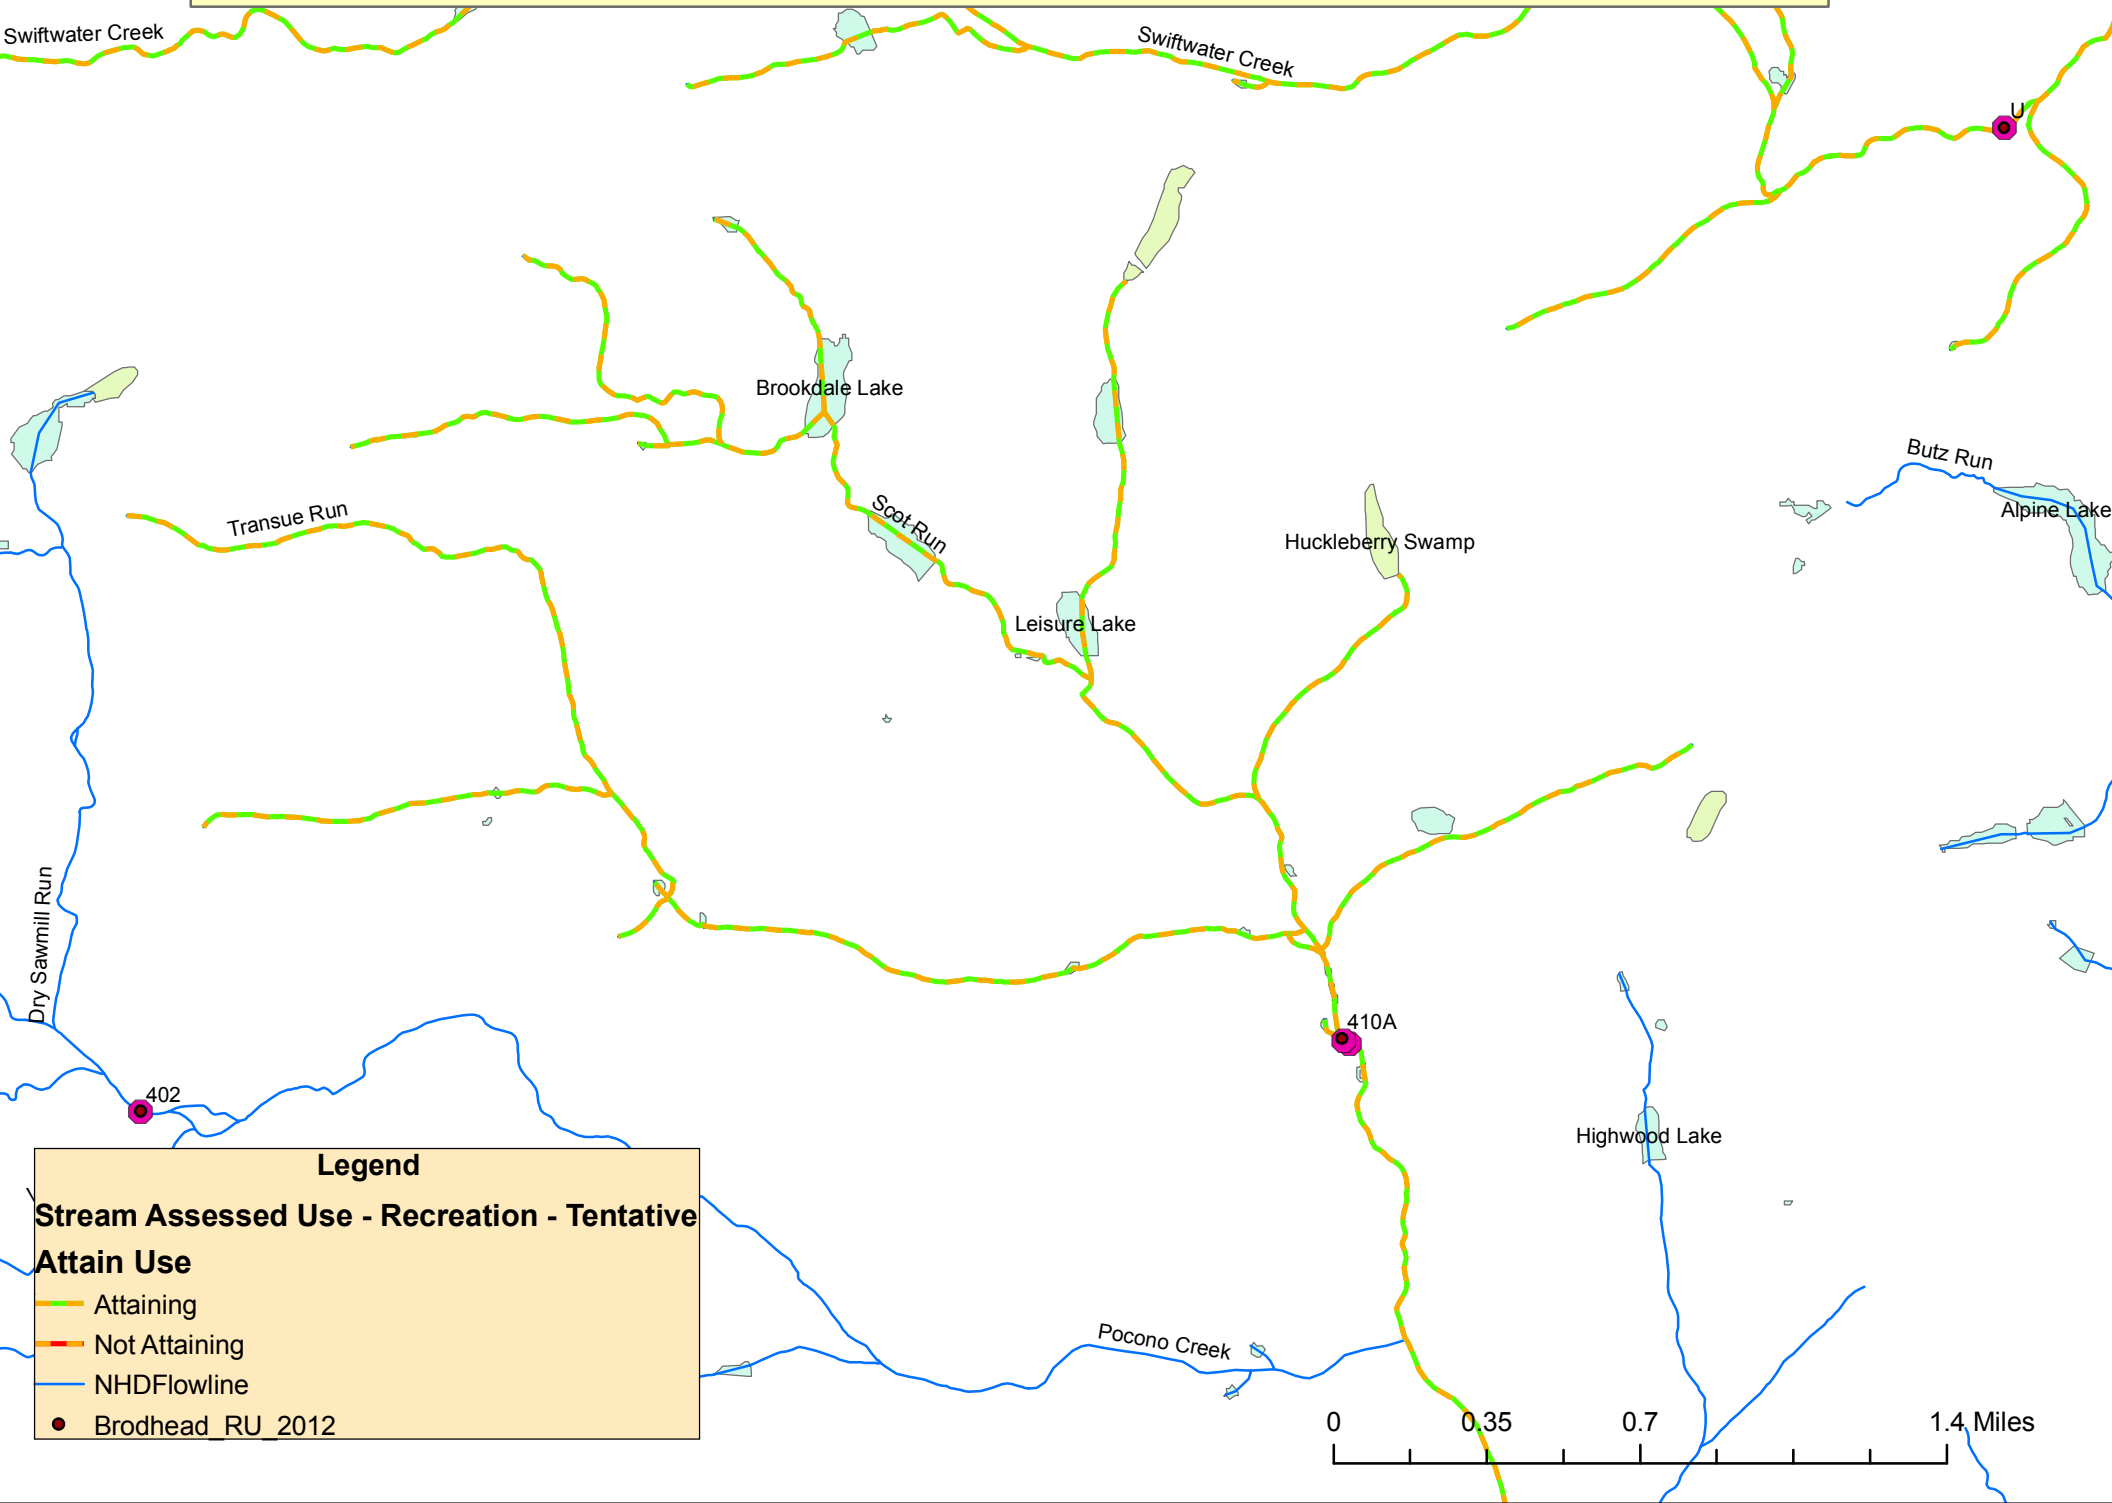 Swiftwater Creek
Swiftwater Creek
U
Brookdale Lake
Butz Run
Alpine Lake
Transue Run
Scot Run
Huckleberry Swamp
Leisure Lake
Dry Sawmill Run
410A
402
Highwood Lake
Pocono Creek
Legend
Stream Assessed Use - Recreation - Tentative
Attain Use
Attaining
Not Attaining
NHDFlowline
Brodhead_RU_2012
0 0.35 0.7 1.4 Miles